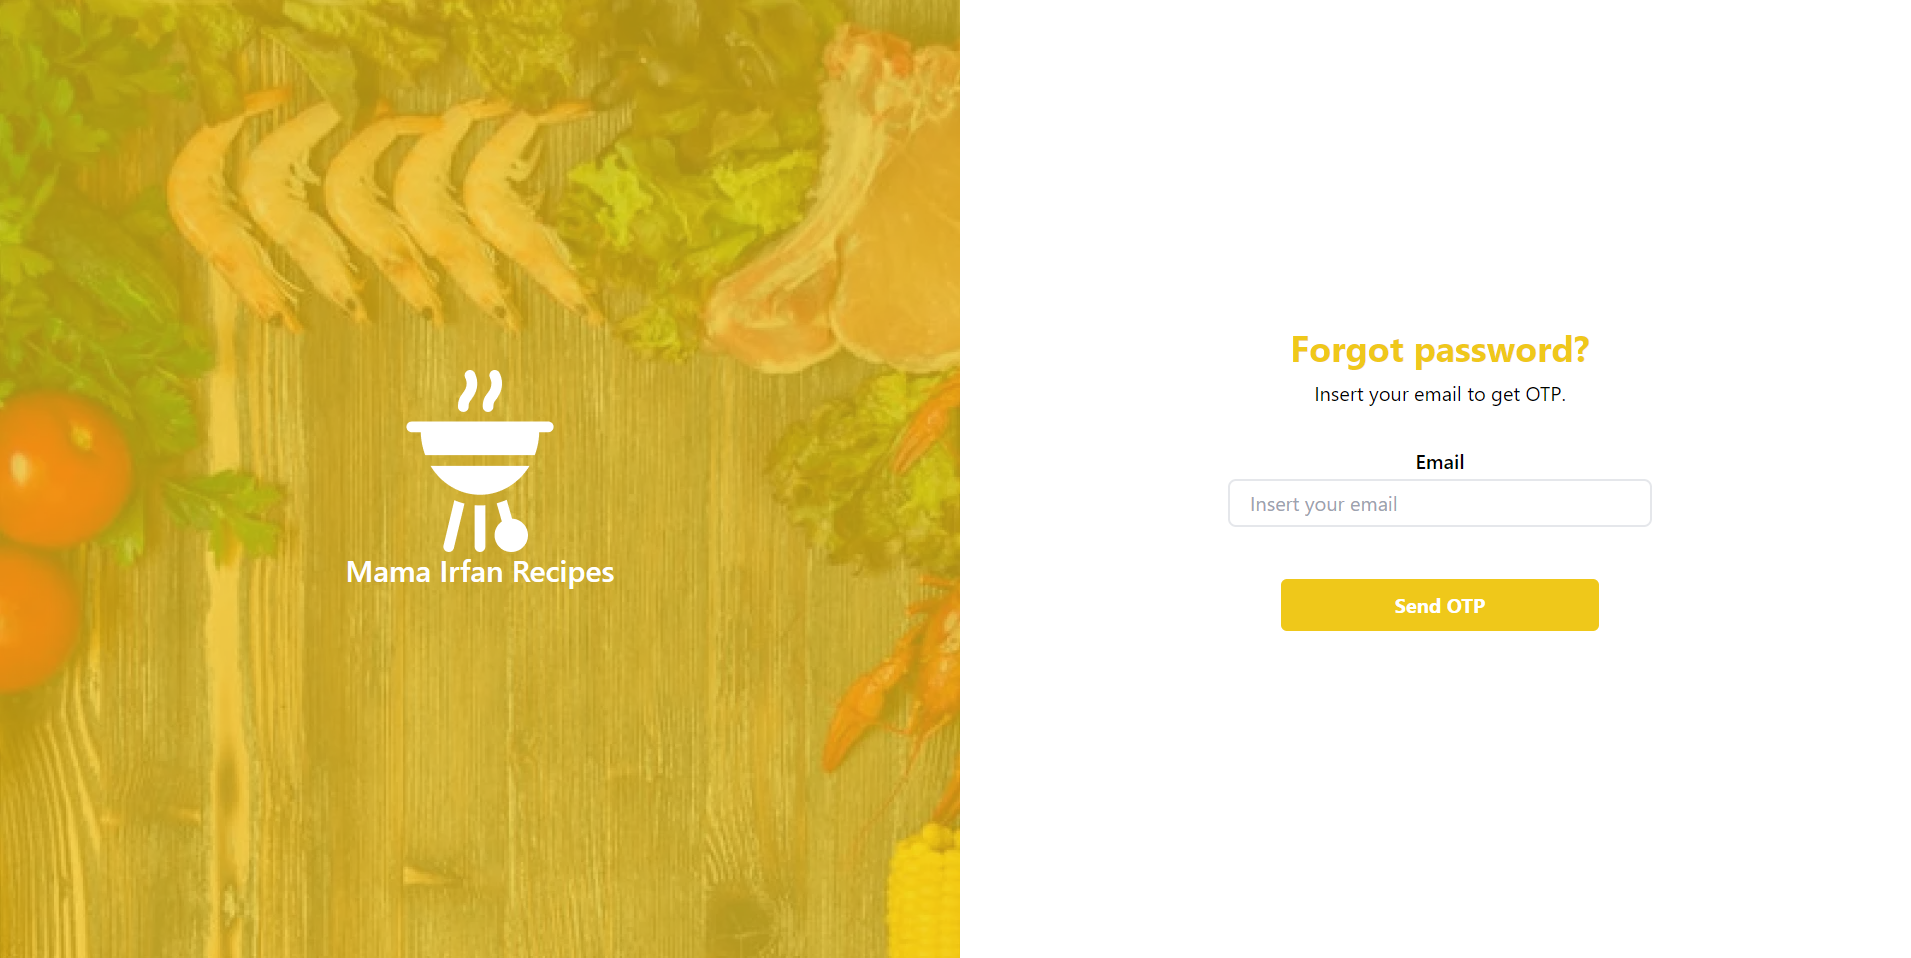 Mama Irfan Recipes
Forgot password?
Insert your email to get OTP.
Email
Insert your email
Send OTP